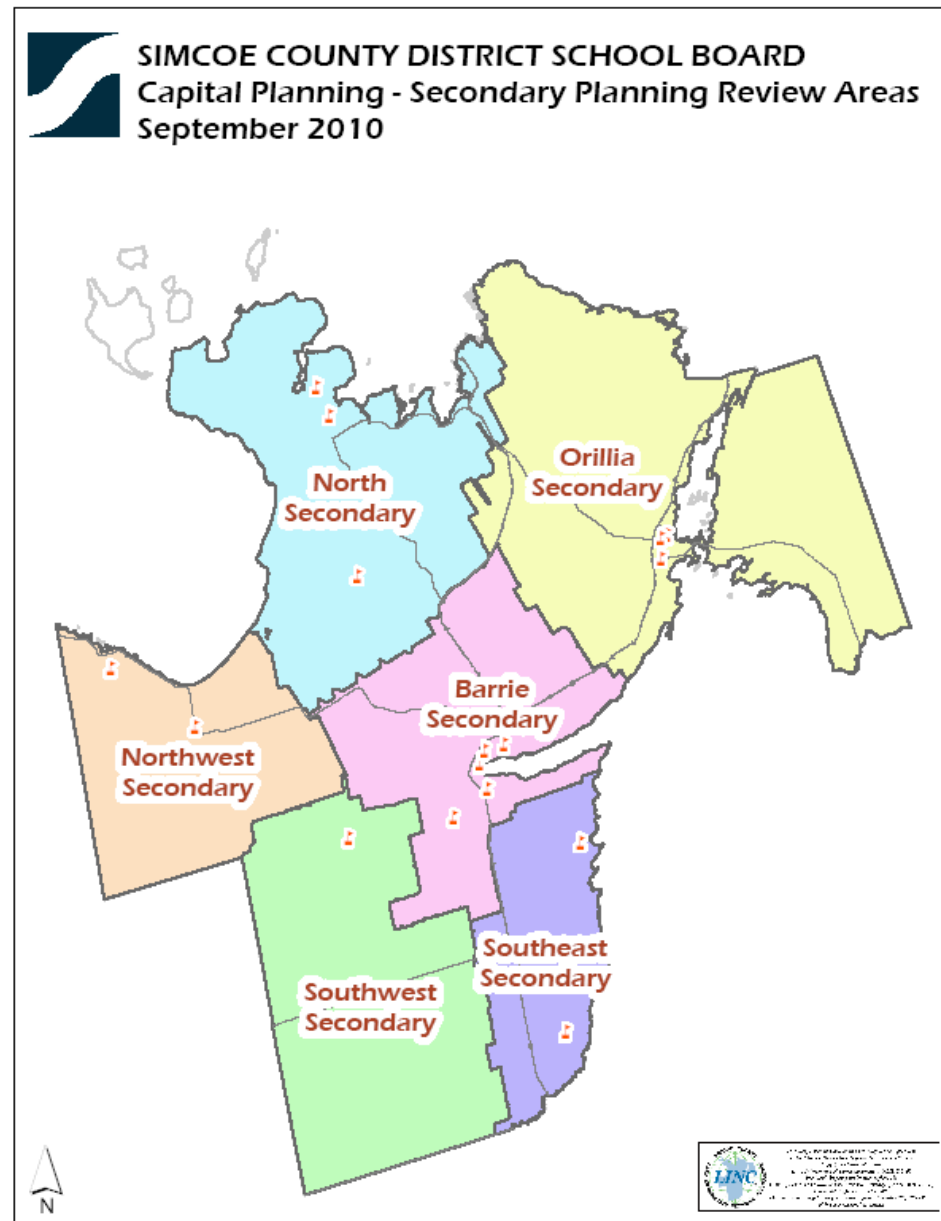 SIMCOE COUNTY DISTRICT SCHOOL BOARD
Capital Planning - Secondary Planning Review Areas
September 2010
Orillia
Secondary
North
Secondary
Barrie
Secondary
Northwest
Secondary
Southeast
Secondary
Southwest
Secondary
N
LINC